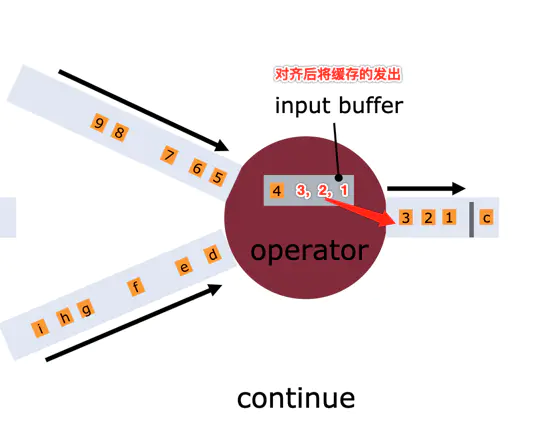 对齐后将缓存的发出
input buffer
9 8 7 6 5
4 3, 2, 1
3 2 1 c
operator
i h g f e d
continue